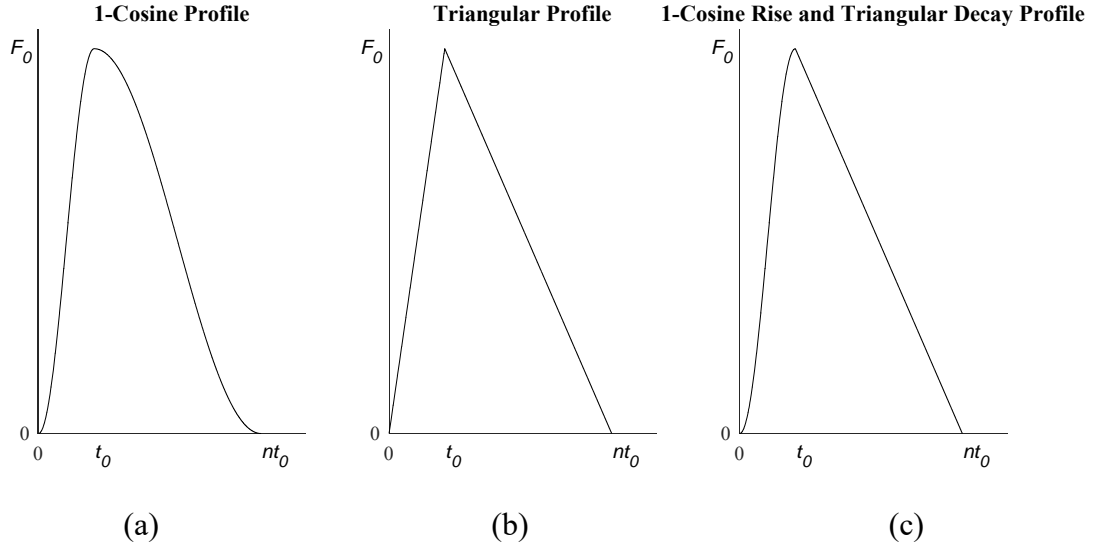 1-Cosine Profile
F0
0
0
t0
nt0
(a)
Triangular Profile
F0
0
0
t0
nt0
(b)
1-Cosine Rise and Triangular Decay Profile
F0
0
0
t0
nt0
(c)